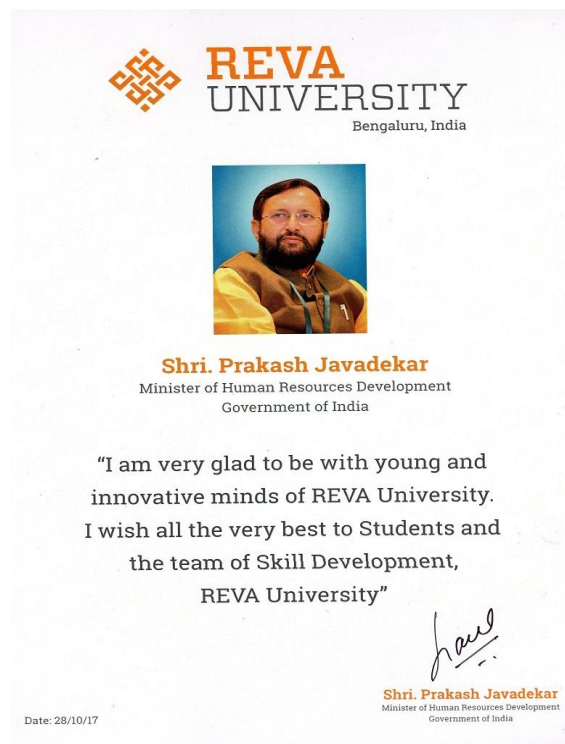 REVA
UNIVERSITY
Bengaluru, India
Shri. Prakash Javadekar
Minister of Human Resources Development
Government of India
“I am very glad to be with young and
innovative minds of REVA University.
I wish all the very best to Students and
the team of Skill Development,
REVA University”
Shri. Prakash Javadekar
Minister of Human Resources Development
Government of India
Date: 28/10/17